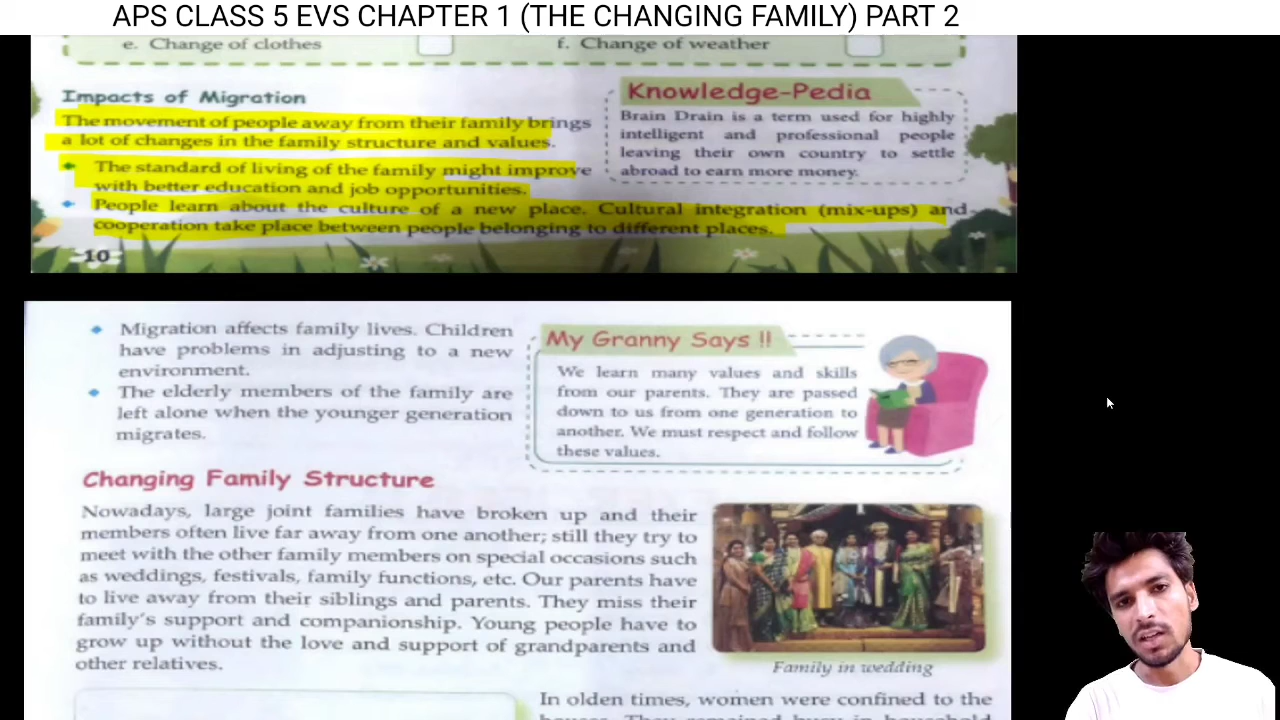 APS CLASS 5 EVS CHAPTER 1 (THE CHANGING FAMILY) PART 2
e. Change of clothes
f. Change of weather
Impacts of Migration
The movement of people away from their family brings
a lot of changes in the family structure and values.
The standard of living of the family might improve
with better education and job opportunities.
People learn about the culture of a new place. Cultural integration (mix-ups) and
cooperation take place between people belonging to different places.
Knowledge-Pedia
Brain Drain is a term used for highly
intelligent and professional people
leaving their own country to settle
abroad to earn more money.
10
Migration affects family lives. Children
have problems in adjusting to a new
environment.
The elderly members of the family are
left alone when the younger generation
migrates.
My Granny Says !!
We learn many values and skills
from our parents. They are passed
down to us from one generation to
another. We must respect and follow
these values.
Changing Family Structure
Nowadays, large joint families have broken up and their
members often live far away from one another; still they try to
meet with the other family members on special occasions such
as weddings, festivals, family functions, etc. Our parents have
to live away from their siblings and parents. They miss their
family's support and companionship. Young people have to
grow up without the love and support of grandparents and
other relatives.
Family in wedding
In olden times, women were confined to the